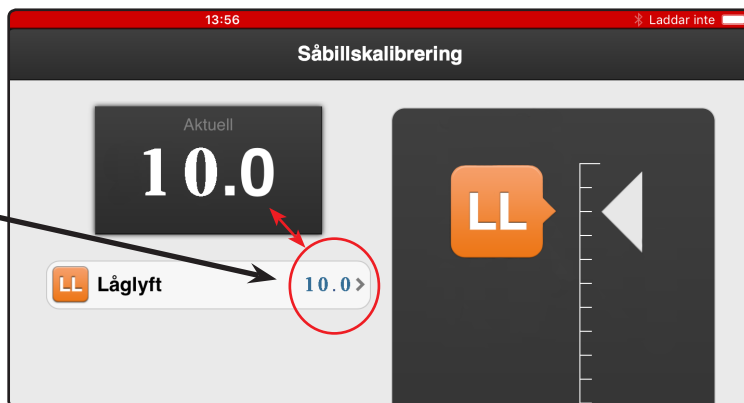 13:56
Laddar inte
Såbillskalibrering
Aktuell
10.0
LL
LL
Låglyft
10.0